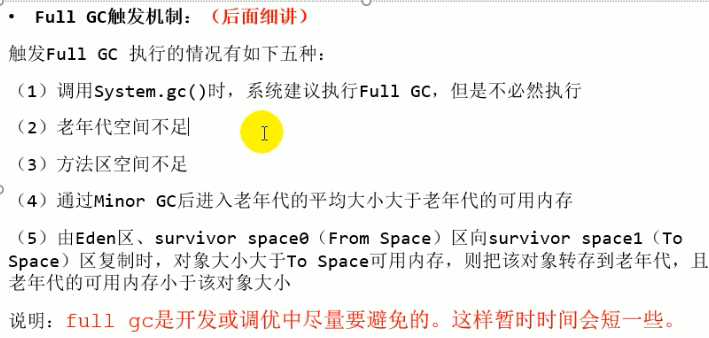 • Full GC触发机制：（后面细讲）
触发Full GC 执行的情况有如下五种：
（1）调用System.gc()时，系统建议执行Full GC，但是不必然执行
（2）老年代空间不足
（3）方法区空间不足
（4）通过Minor GC后进入老年代的平均大小大于老年代的可用内存
（5）由Eden区、survivor space0（From Space）区向survivor space1（To
Space）区复制时，对象大小大于To Space可用内存，则把该对象转存到老年代，且
老年代的可用内存小于该对象大小
说明：full gc是开发或调优中尽量要避免的。这样暂时时间会短一些。